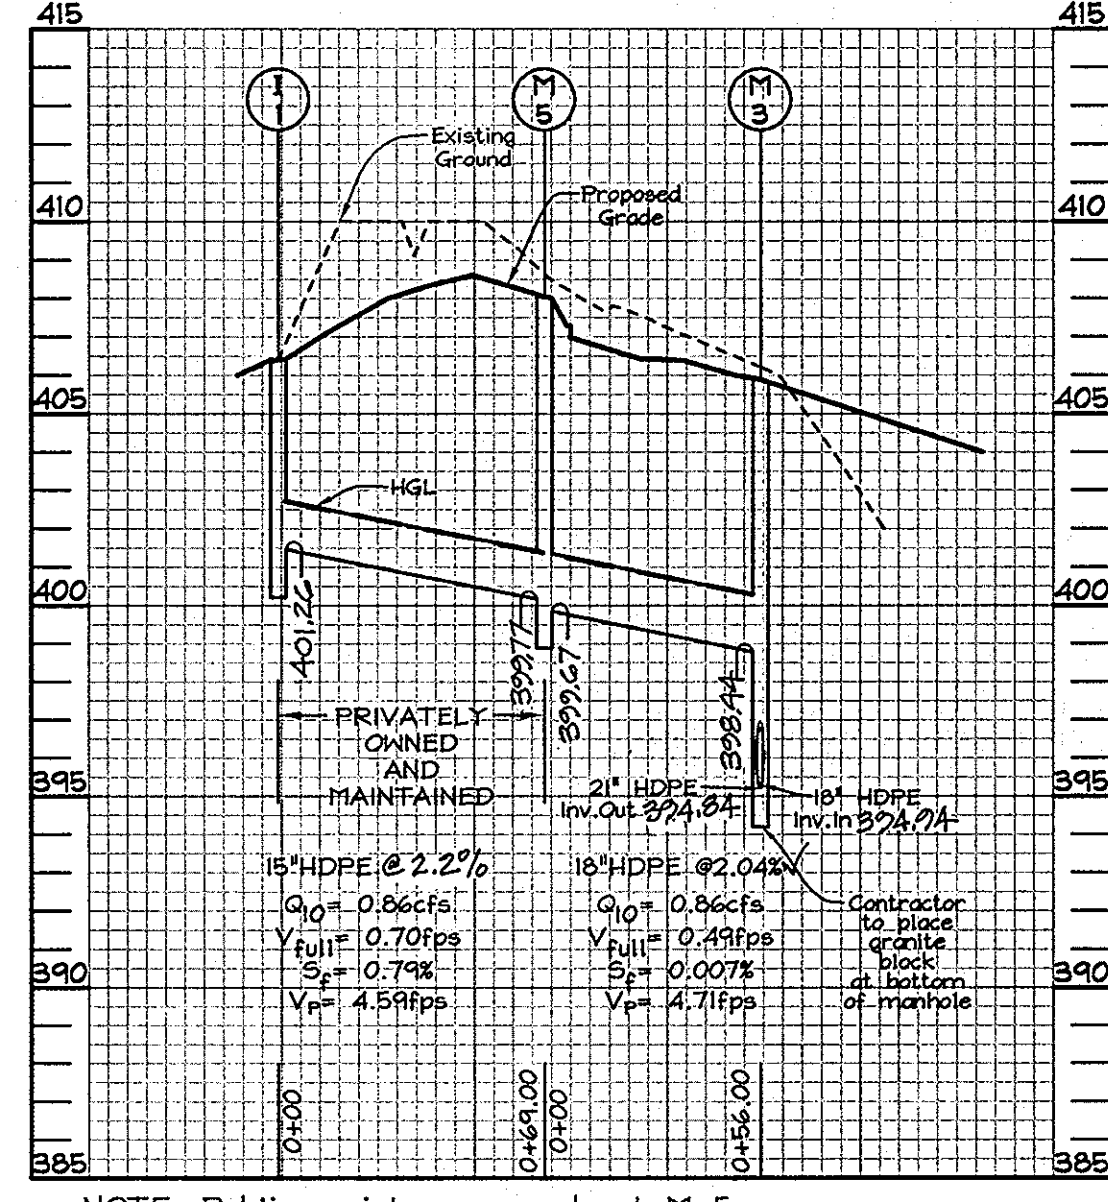 415
415
I
1
M
5
M
3
Existing
Ground
Proposed
Grade
410
410
405
405
HGL
400
400
401.26
399.77
399.67
398.44
PRIVATELY
OWNED
AND
MAINTAINED
395
395
21" HDPE
Inv.Out 394.84
18" HDPE
Inv.In 394.94
15" HDPE @ 2.2%
Q10= 0.86cfs
Vfull= 0.70fps
Sf= 0.79%
Vp= 4.59fps
18" HDPE @2.04%
Q10= 0.86cfs
Vfull= 0.49fps
Sf= 0.007%
Vp= 4.71fps
Contractor
to place
granite
block
at bottom
of manhole
390
390
0+00
0+69.00
0+00
0+56.00
385
385